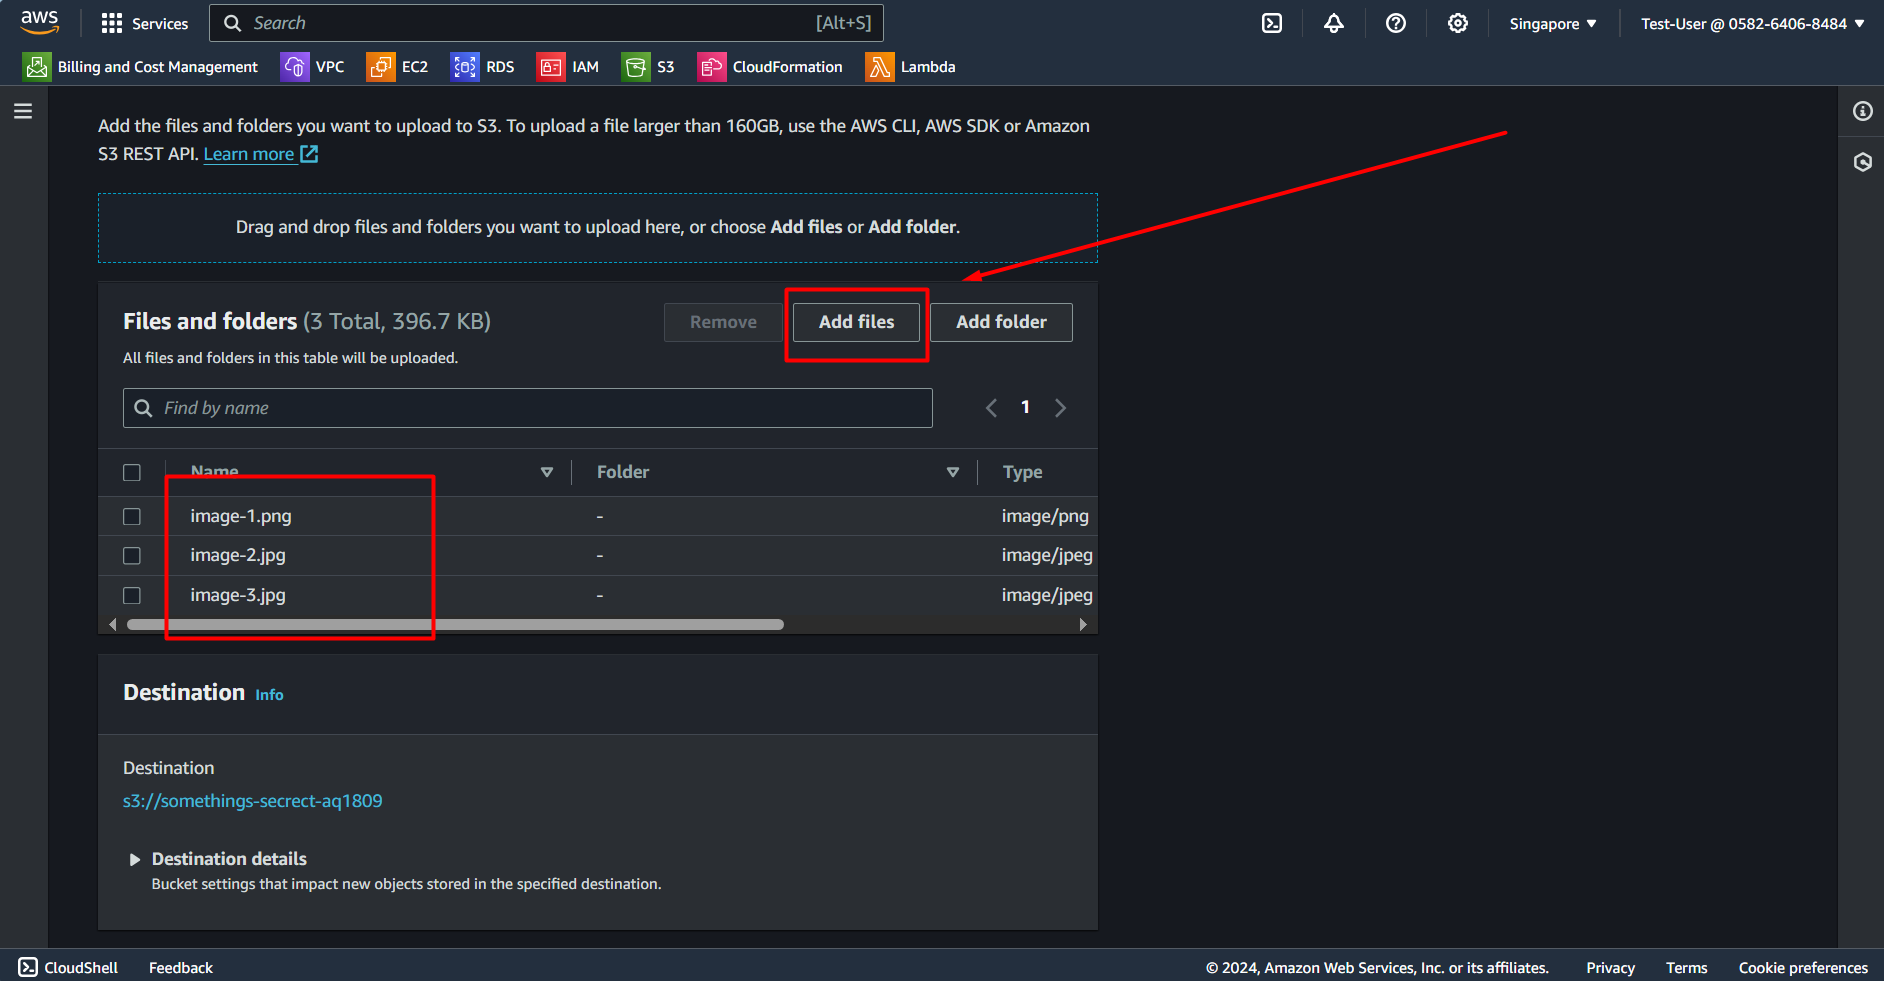 aws
Services
Search [Alt+S]
Singapore
Test-User @ 0582-6406-8484
Billing and Cost Management VPC EC2 RDS IAM S3 CloudFormation Lambda
Add the files and folders you want to upload to S3. To upload a file larger than 160GB, use the AWS CLI, AWS SDK or Amazon
S3 REST API. Learn more
Drag and drop files and folders you want to upload here, or choose Add files or Add folder.
Files and folders (3 Total, 396.7 KB)
Remove Add files Add folder
All files and folders in this table will be uploaded.
Find by name
1
Name Folder Type
image-1.png - image/png
image-2.jpg - image/jpeg
image-3.jpg - image/jpeg
Destination Info
Destination
s3://somethings-secrect-aq1809
Destination details
Bucket settings that impact new objects stored in the specified destination.
CloudShell Feedback © 2024, Amazon Web Services, Inc. or its affiliates. Privacy Terms Cookie preferences